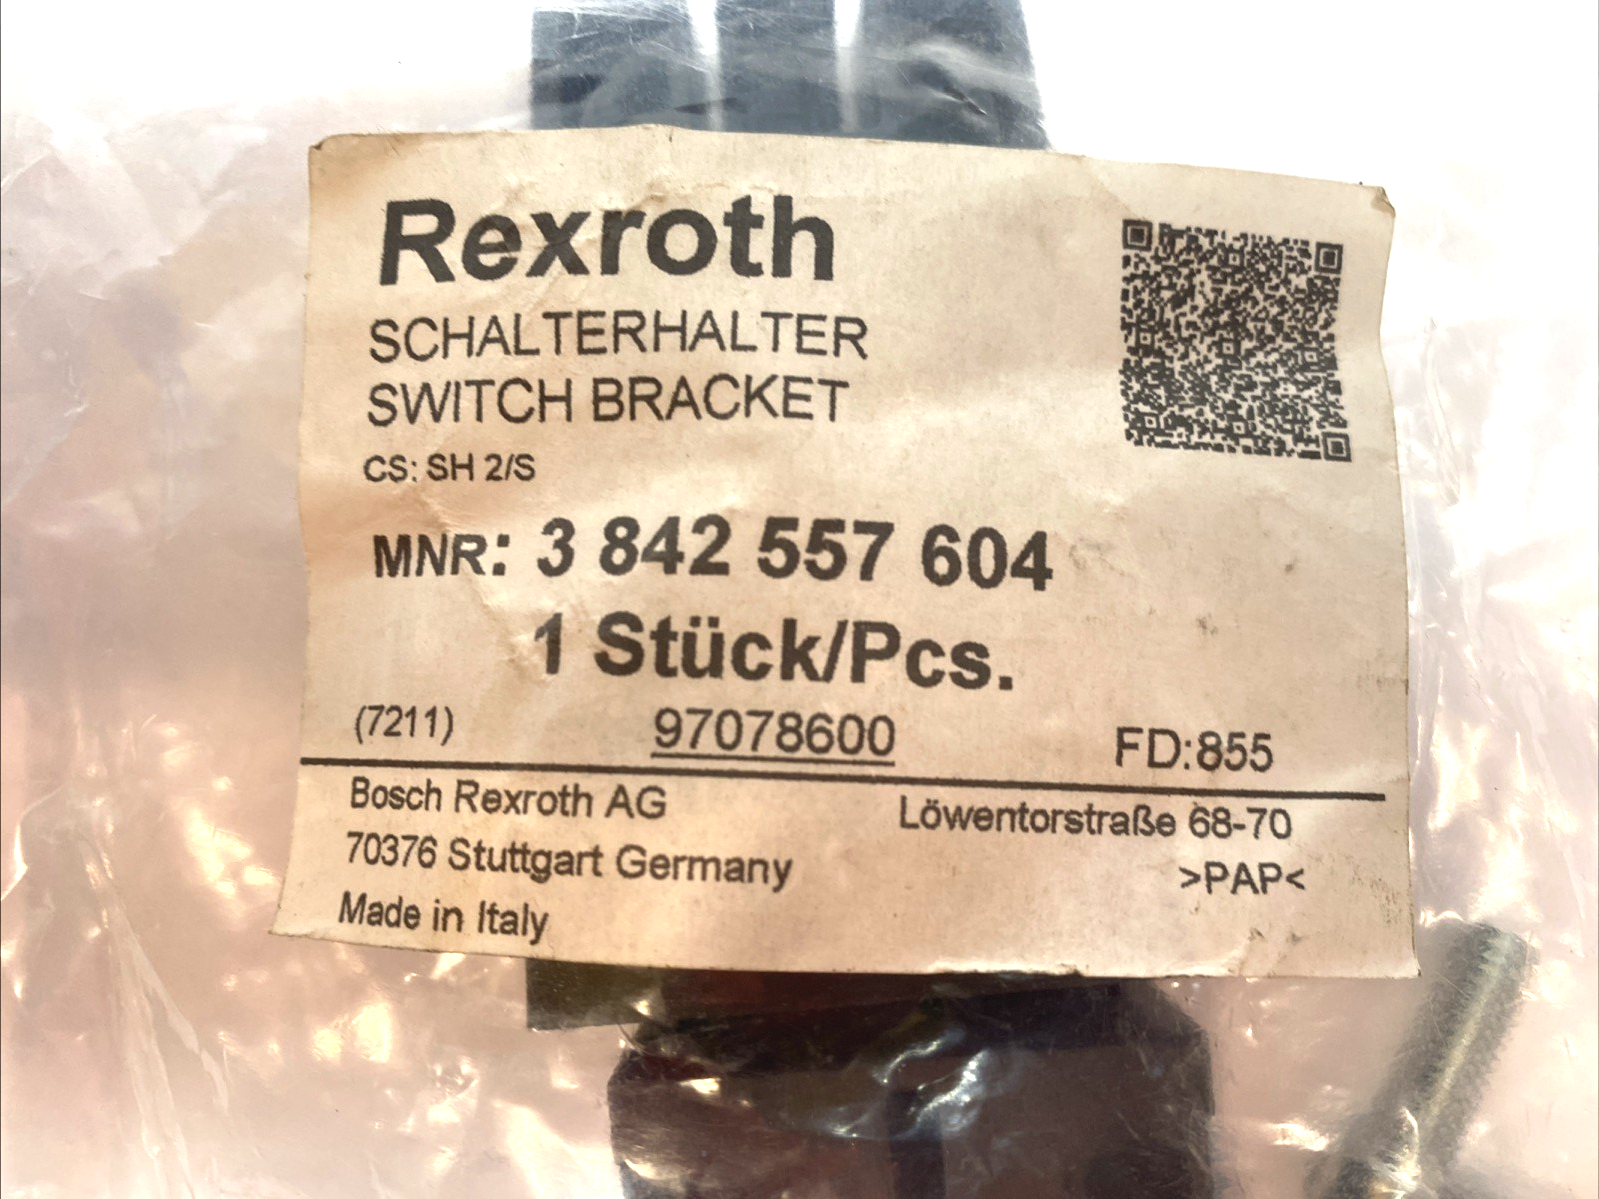 Rexroth
SCHALTERHALTER
SWITCH BRACKET
CS: SH 2/S
MNR: 3 842 557 604
1 Stück/Pcs.
(7211) 97078600 FD:855
Bosch Rexroth AG Löwentorstraße 68-70
70376 Stuttgart Germany >PAP<
Made in Italy